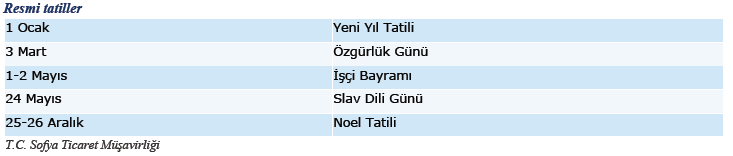 Resmi tatiller
1 Ocak Yeni Yıl Tatili
3 Mart Özgürlük Günü
1-2 Mayıs İşçi Bayramı
24 Mayıs Slav Dili Günü
25-26 Aralık Noel Tatili
T.C. Sofya Ticaret Müşavirliği